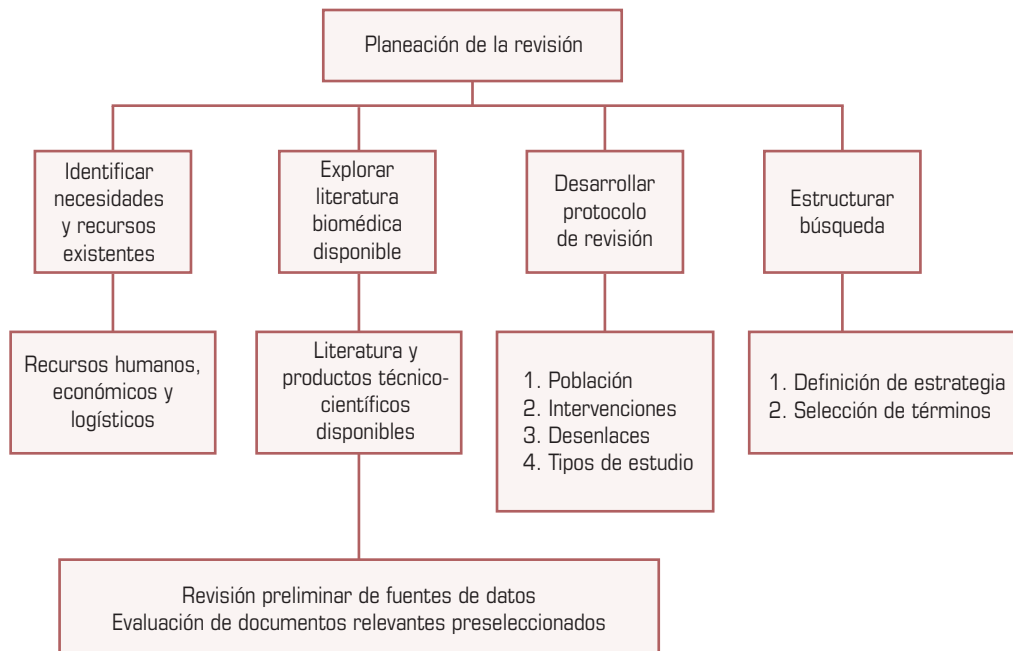 Planeación de la revisión
Identificar
necesidades
y recursos
existentes
Explorar
literatura
biomédica
disponible
Desarrollar
protocolo
de revisión
Estructurar
búsqueda
Recursos humanos,
económicos y
logísticos
Literatura y
productos técnico-
científicos
disponibles
1. Población
2. Intervenciones
3. Desenlaces
4. Tipos de estudio
1. Definición de estrategia
2. Selección de términos
Revisión preliminar de fuentes de datos
Evaluación de documentos relevantes preseleccionados